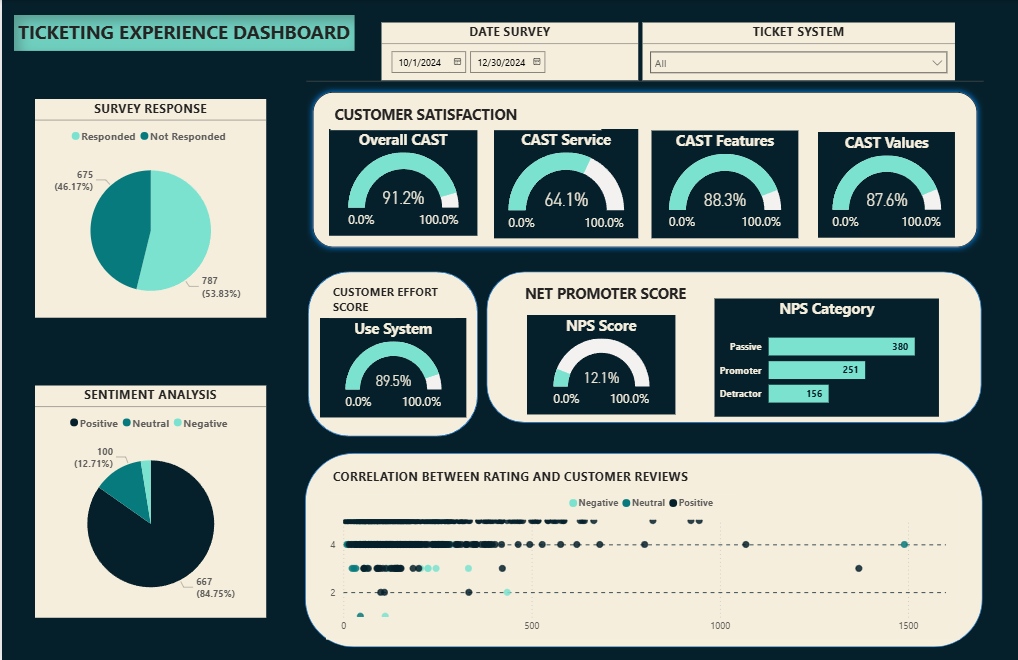 TICKETING EXPERIENCE DASHBOARD
DATE SURVEY
10/1/2024 12/30/2024
TICKET SYSTEM
All
SURVEY RESPONSE
Responded Not Responded
675
(46.17%)
787
(53.83%)
CUSTOMER SATISFACTION
Overall CAST
91.2%
0.0% 100.0%
CAST Service
64.1%
0.0% 100.0%
CAST Features
88.3%
0.0% 100.0%
CAST Values
87.6%
0.0% 100.0%
CUSTOMER EFFORT
SCORE
Use System
89.5%
0.0% 100.0%
NET PROMOTER SCORE
NPS Score
12.1%
0.0% 100.0%
NPS Category
Passive 380
Promoter 251
Detractor 156
SENTIMENT ANALYSIS
Positive Neutral Negative
100
(12.71%)
667
(84.75%)
CORRELATION BETWEEN RATING AND CUSTOMER REVIEWS
Negative Neutral Positive
4
2
0 500 1000 1500